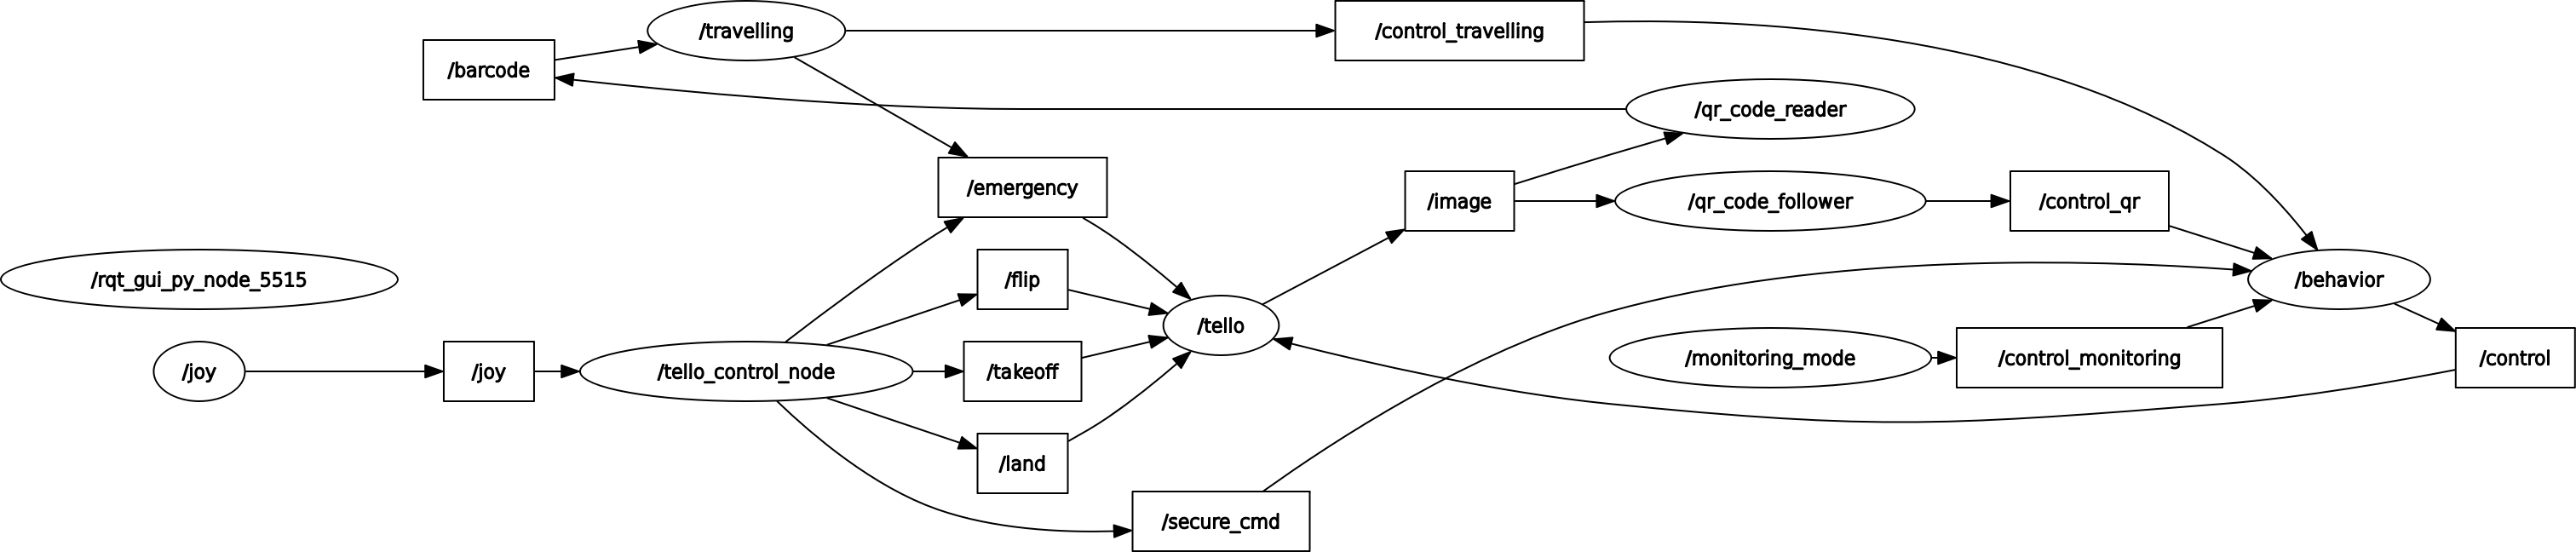 /travelling
/control_travelling
/barcode
/qr_code_reader
/emergency
/image
/qr_code_follower
/control_qr
/rqt_gui_py_node_5515
/flip
/behavior
/tello
/joy
/joy
/tello_control_node
/takeoff
/monitoring_mode
/control_monitoring
/control
/land
/secure_cmd